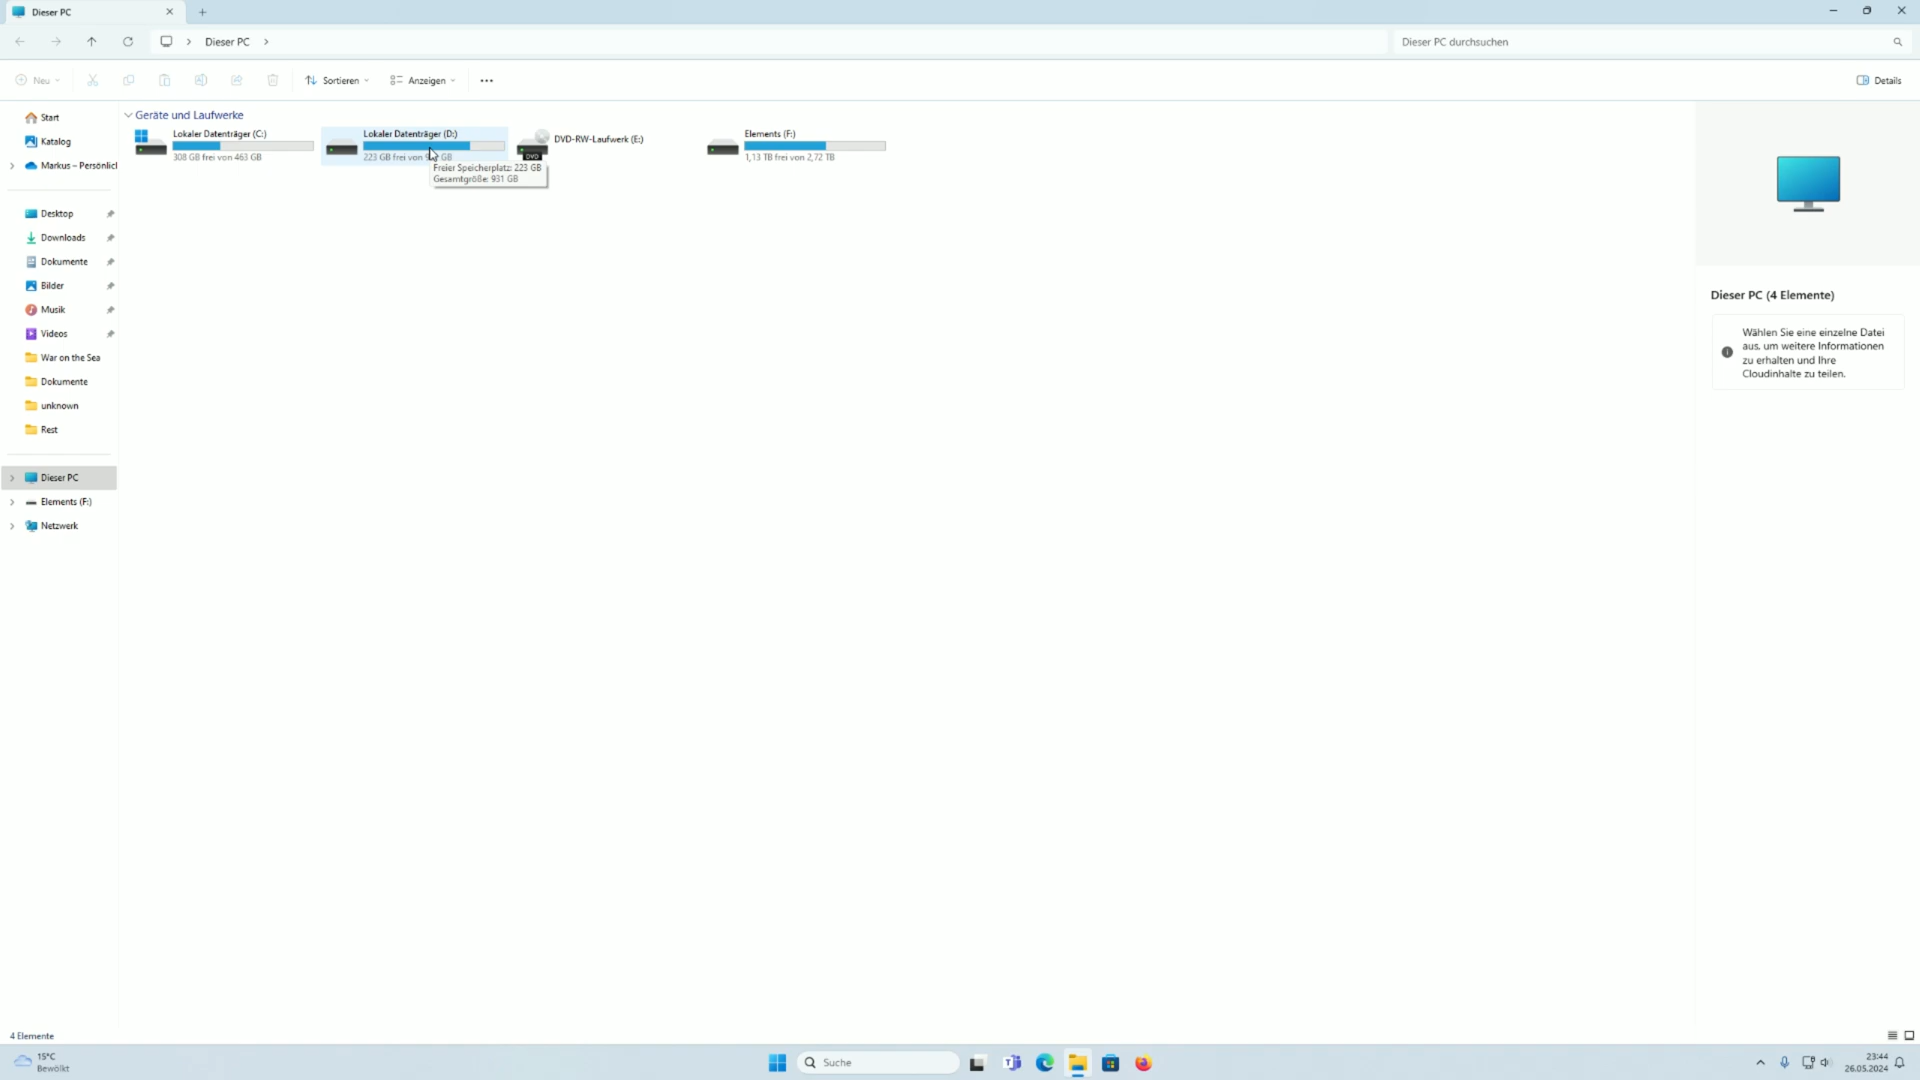 Dieser PC
Dieser PC
Dieser PC durchsuchen
Neu
Sortieren
Anzeigen
Details
Start
Katalog
Markus – Persönlich
Desktop
Downloads
Dokumente
Bilder
Musik
Videos
War on the Sea
Dokumente
unknown
Rest
Dieser PC
Elements (F:)
Netzwerk
Geräte und Laufwerke
Lokaler Datenträger (C:)
308 GB frei von 463 GB
Lokaler Datenträger (D:)
223 GB frei von GB
Freier Speicherplatz: 223 GB
Gesamtgröße: 931 GB
DVD-RW-Laufwerk (E:)
DVD
Elements (F:)
1,13 TB frei von 2,72 TB
Dieser PC (4 Elemente)
Wählen Sie eine einzelne Datei
aus, um weitere Informationen
zu erhalten und Ihre
Cloudinhalte zu teilen.
4 Elemente
15°C
Bewölkt
Suche
23:44
26.05.2024